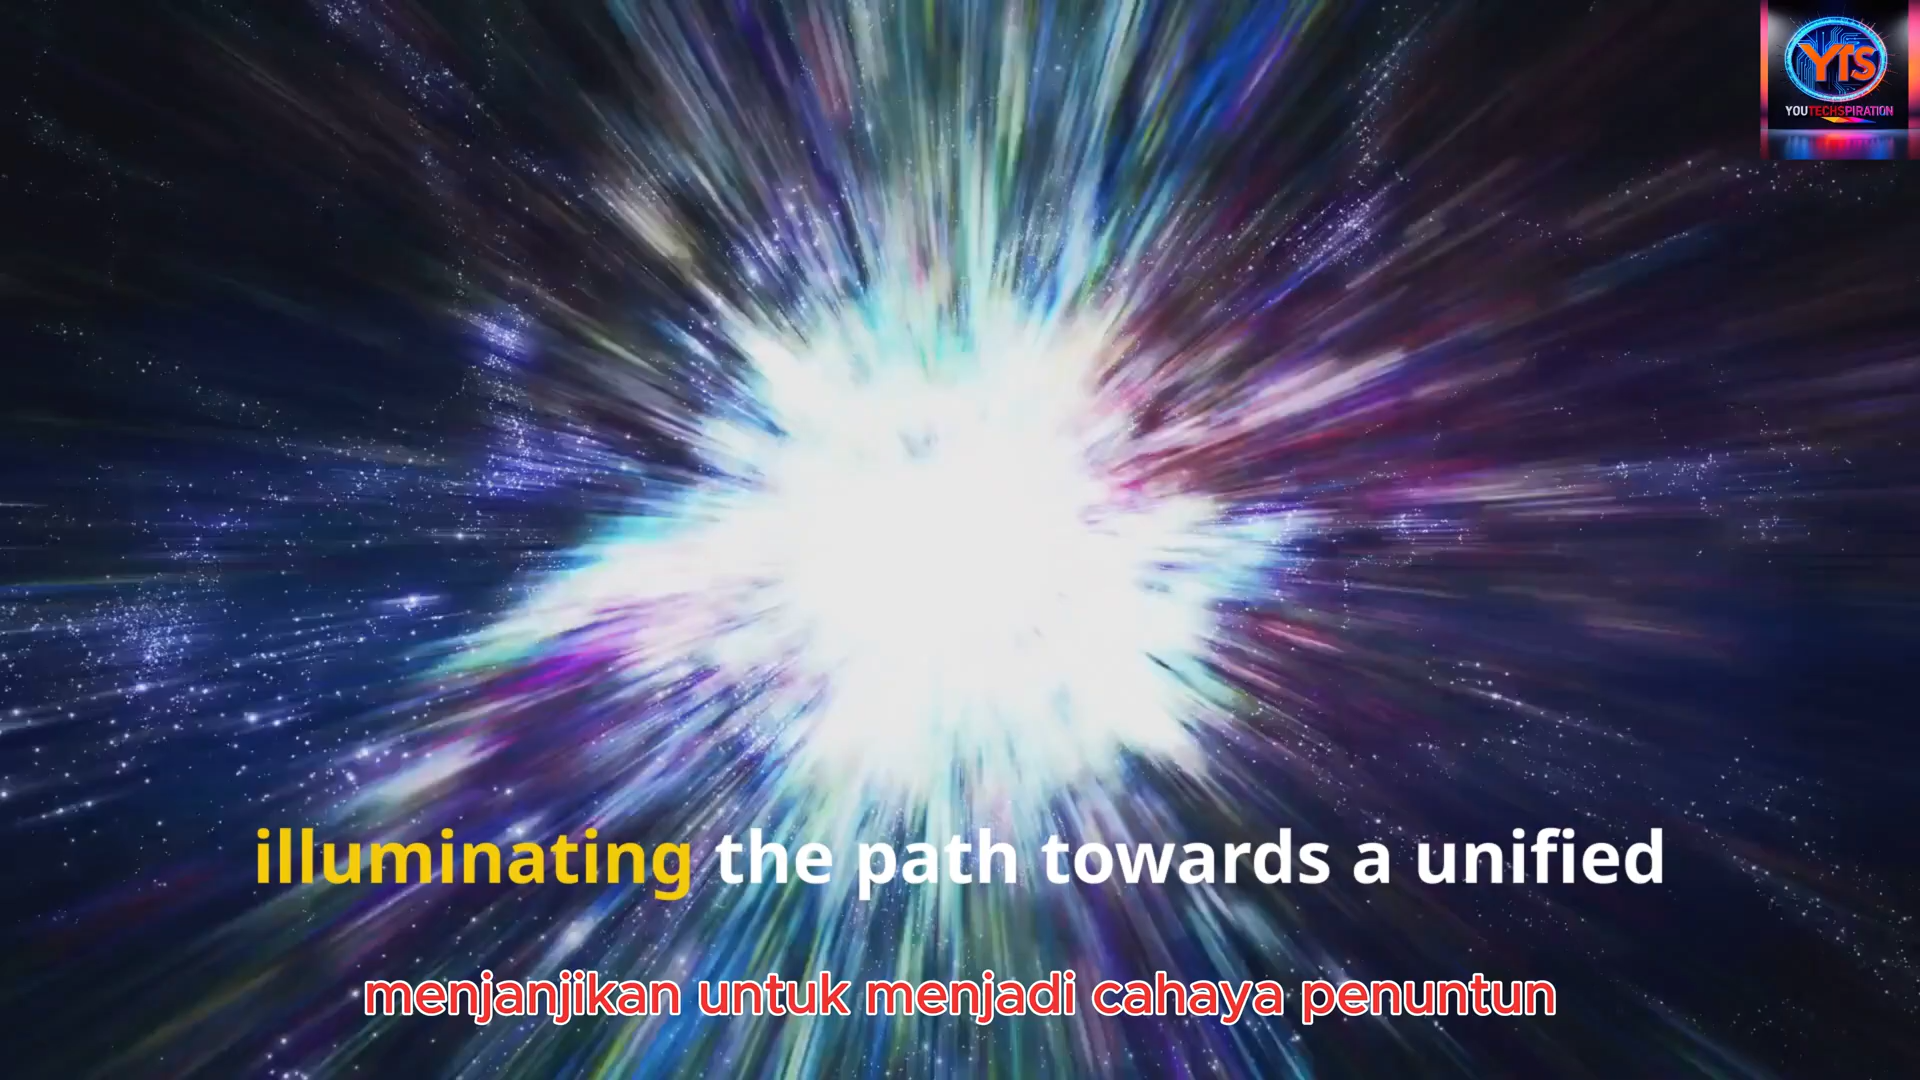 YTS
YOUTECHSPIRATION
illuminating the path towards a unified
menjanjikan untuk menjadi cahaya penuntun